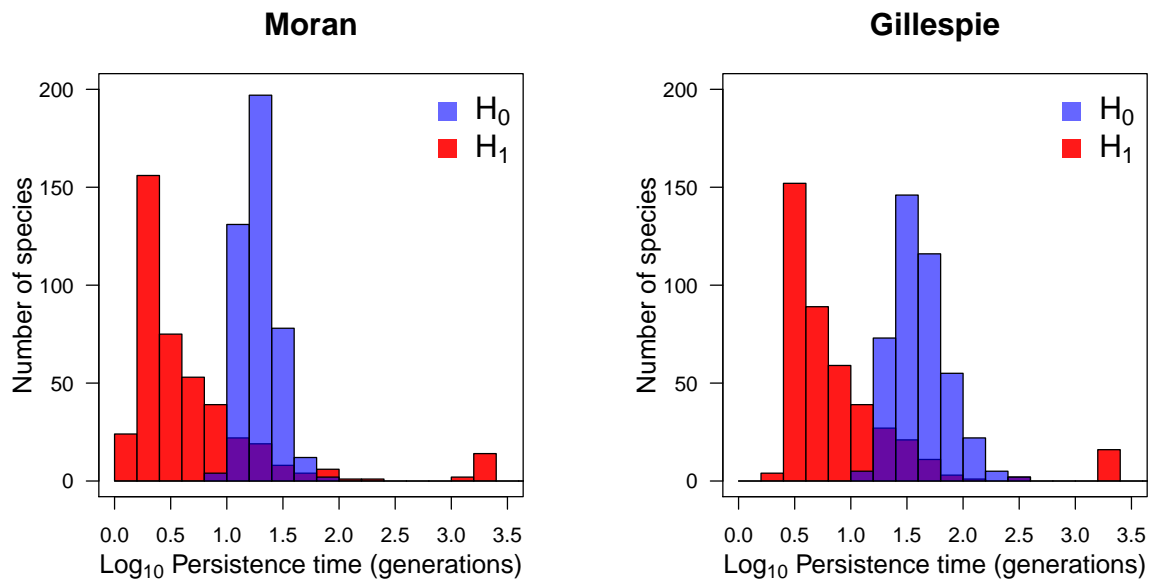 Moran
Number of species
200
150
100
50
0
H₀
H₁
0.0 0.5 1.0 1.5 2.0 2.5 3.0 3.5
Log₁₀ Persistence time (generations)
Gillespie
Number of species
200
150
100
50
0
H₀
H₁
0.0 0.5 1.0 1.5 2.0 2.5 3.0 3.5
Log₁₀ Persistence time (generations)